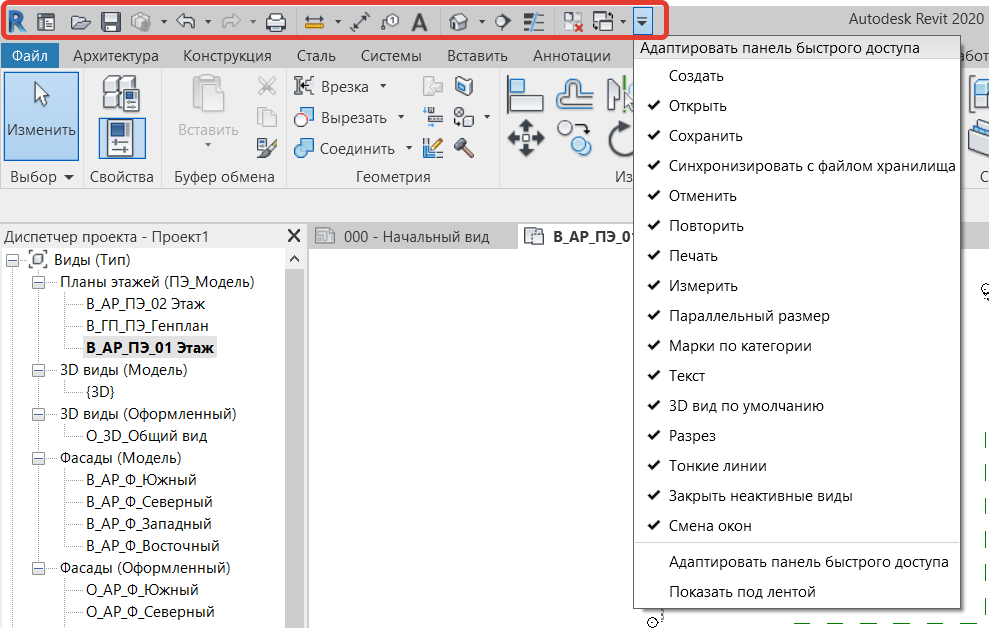 Autodesk Revit 2020
Файл
Архитектура
Конструкция
Сталь
Системы
Вставить
Аннотации
Изменить
Вставить
Врезка
Вырезать
Соединить
Выбор
Свойства
Буфер обмена
Геометрия
Диспетчер проекта - Проект1
000 - Начальный вид
Виды (Тип)
Планы этажей (ПЭ_Модель)
В_АР_ПЭ_02 Этаж
В_ГП_ПЭ_Генплан
В_АР_ПЭ_01 Этаж
3D виды (Модель)
{3D}
3D виды (Оформленный)
О_3D_Общий вид
Фасады (Модель)
В_АР_Ф_Южный
В_АР_Ф_Северный
В_АР_Ф_Западный
В_АР_Ф_Восточный
Фасады (Оформленный)
О_АР_Ф_Южный
О_АР_Ф_Северный
Адаптировать панель быстрого доступа
Создать
Открыть
Сохранить
Синхронизировать с файлом хранилища
Отменить
Повторить
Печать
Измерить
Параллельный размер
Марки по категории
Текст
3D вид по умолчанию
Разрез
Тонкие линии
Закрыть неактивные виды
Смена окон
Адаптировать панель быстрого доступа
Показать под лентой